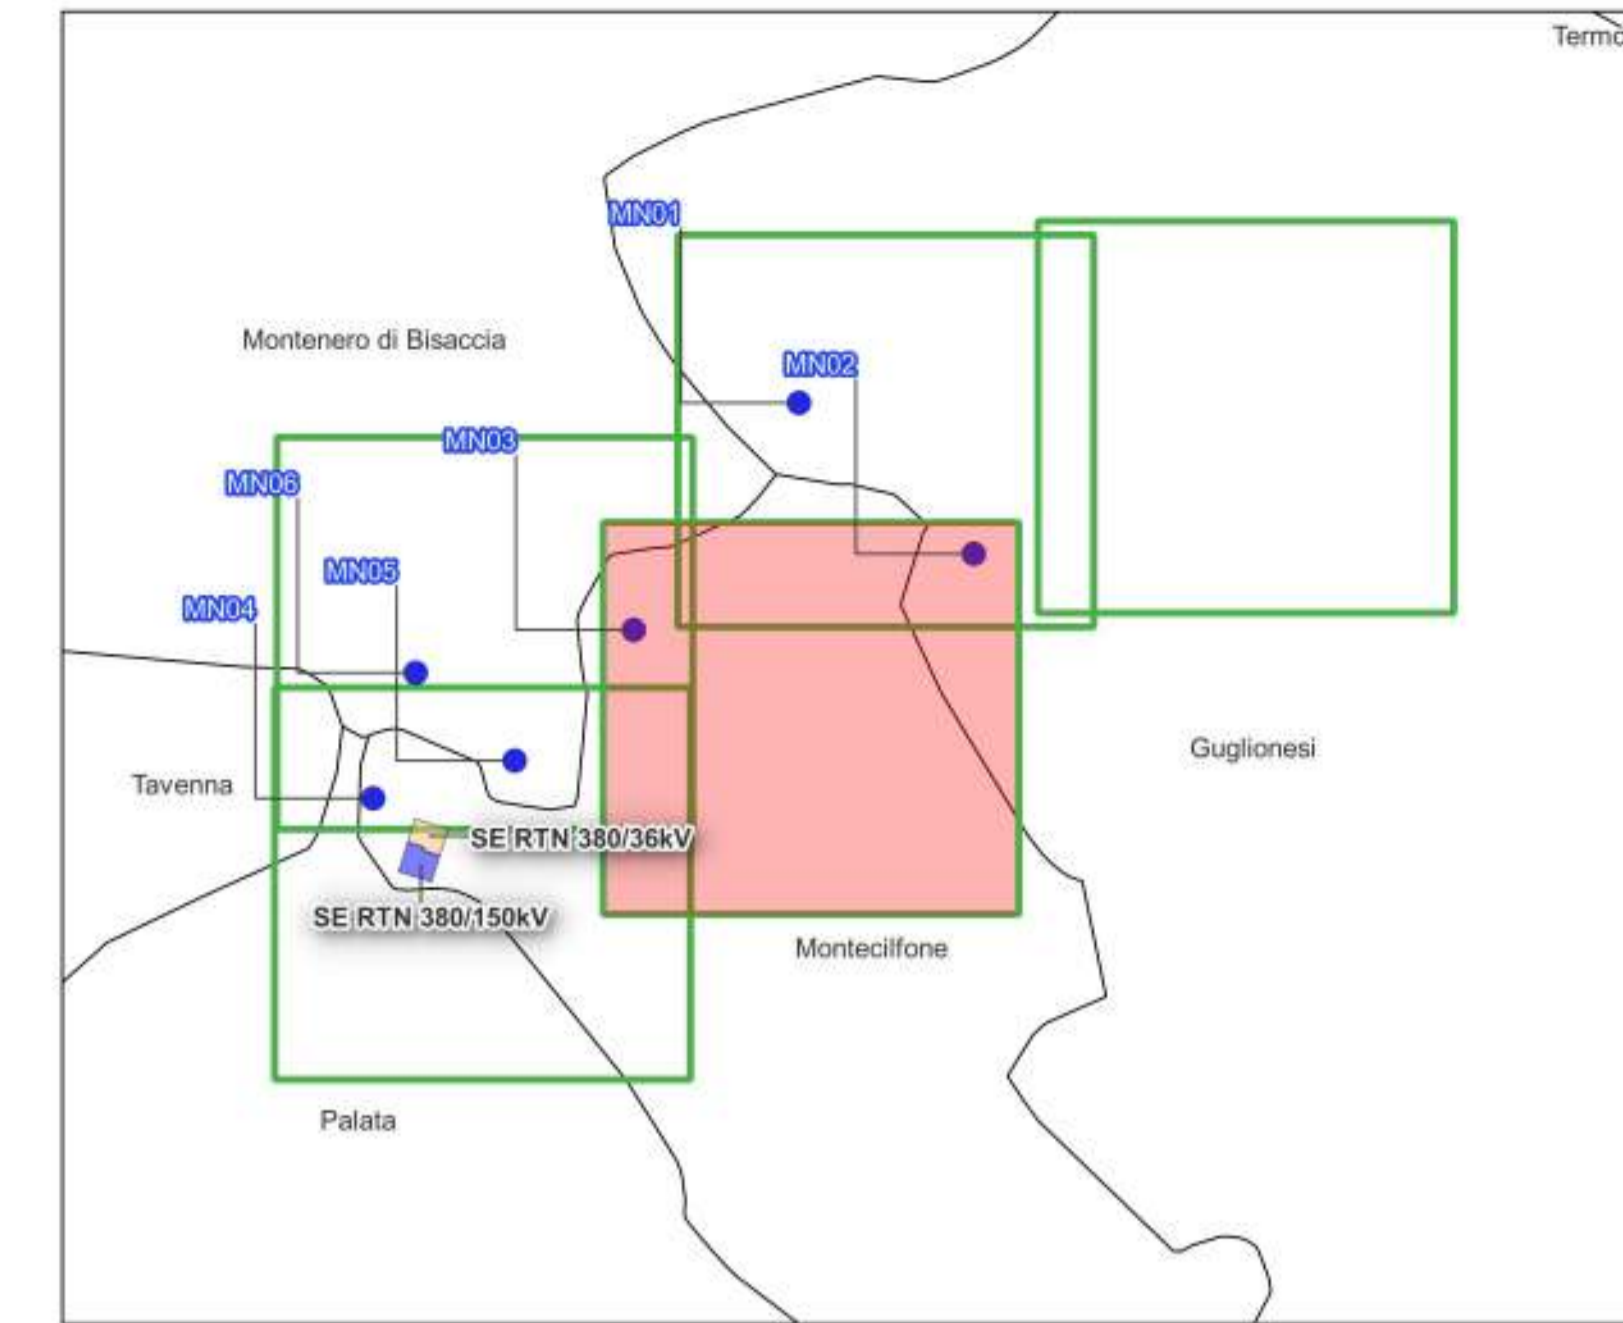 Termo
MN01
Montenero di Bisaccia
MN02
MN03
MN06
MN05
MN04
Guglionesi
Tavenna
SE RTN 380/36kV
SE RTN 380/150kV
Montecilfone
Palata